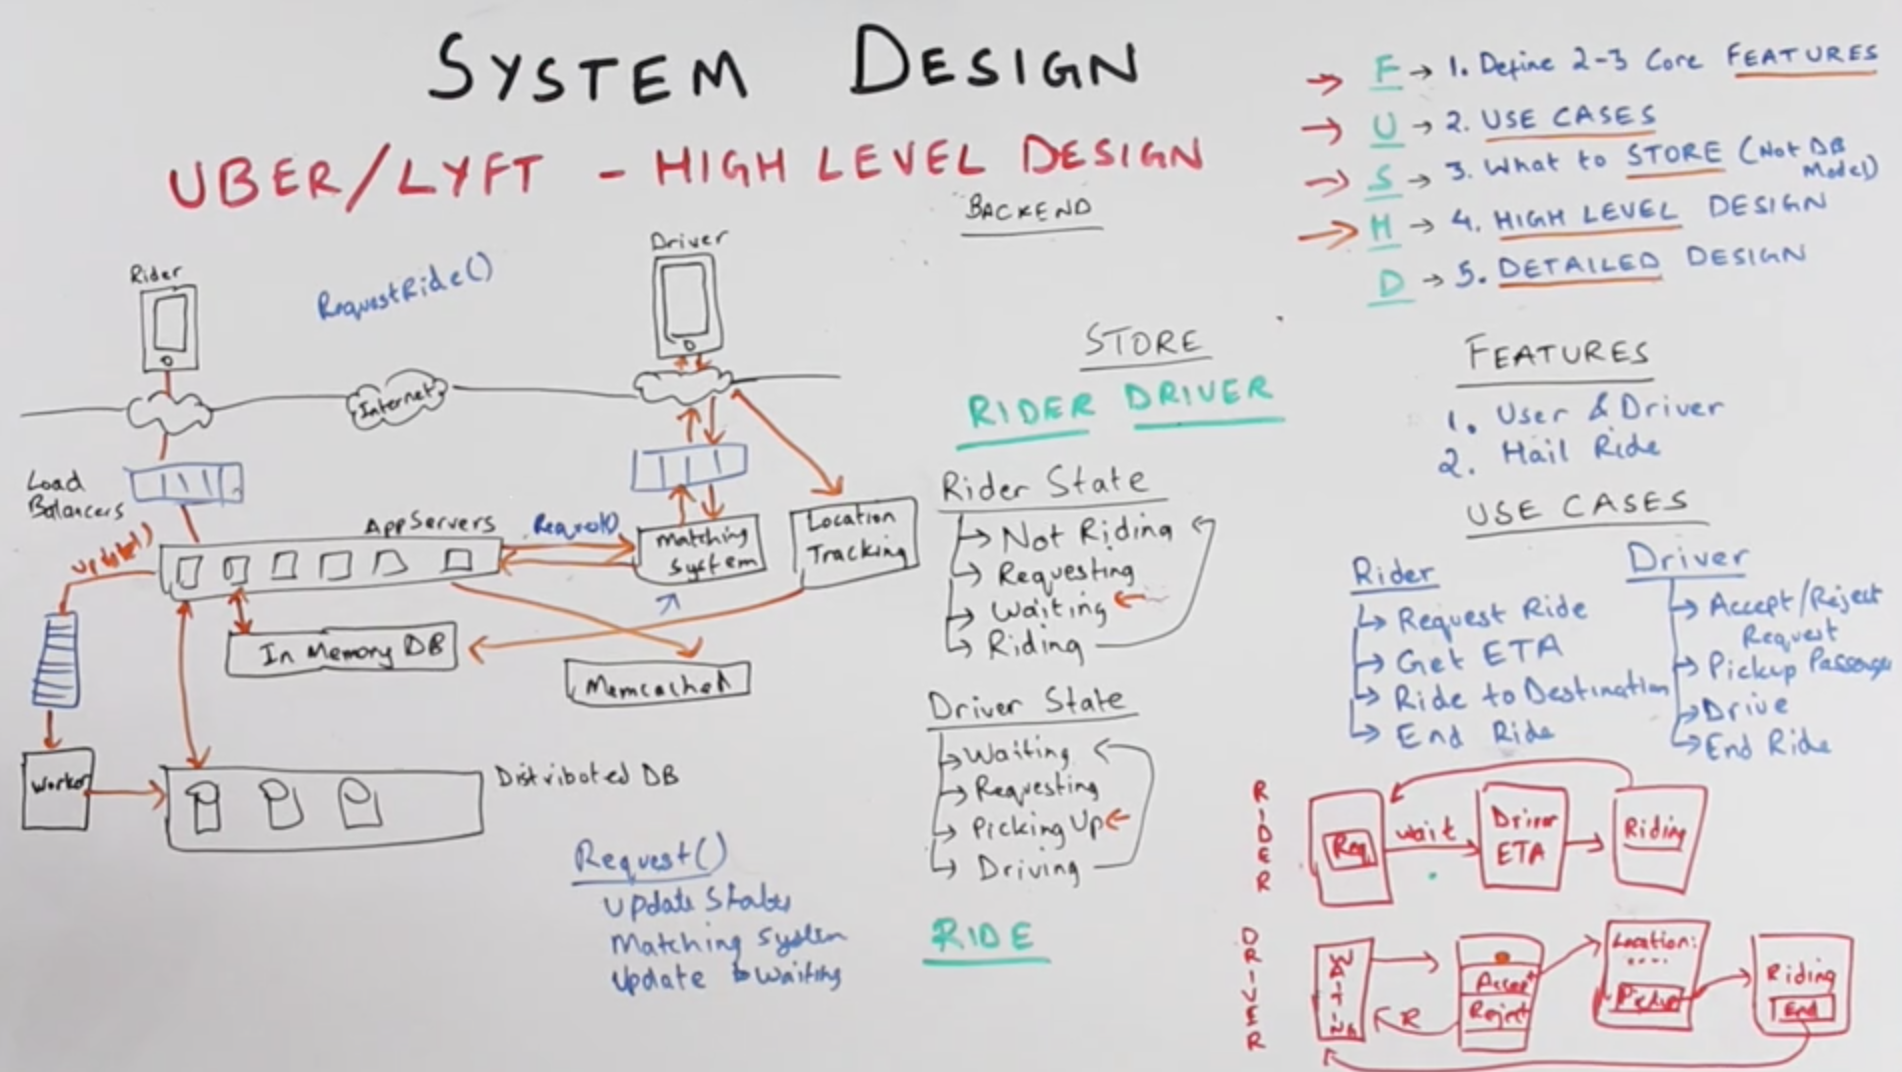 SYSTEM DESIGN
UBER/LYFT - HIGH LEVEL DESIGN
BACKEND
F → 1. Define 2-3 Core FEATURES
U → 2. USE CASES
S → 3. What to STORE (Not DB Model)
H → 4. HIGH LEVEL DESIGN
D → 5. DETAILED DESIGN
Rider
RequestRide()
Driver
Internet
Load
Balancers
AppServers
Request()
Matching
System
Location
Tracking
Update()
In Memory DB
Memcached
Worker
Distributed DB
Request()
Update Status
Matching System
Update to Waiting
STORE
RIDER DRIVER
Rider State
Not Riding
Requesting
Waiting
Riding
Driver State
Waiting
Requesting
Picking Up
Driving
RIDE
FEATURES
1. User & Driver
2. Hail Ride
USE CASES
Rider
Request Ride
Get ETA
Ride to Destination
End Ride
Driver
Accept/Reject
Request
Pickup Passenger
Drive
End Ride
RIDER
Req
wait
Driver
ETA
Riding
DRIVER
WAITING
Accept
Reject
R
Location:
....
Pickup
Riding
End